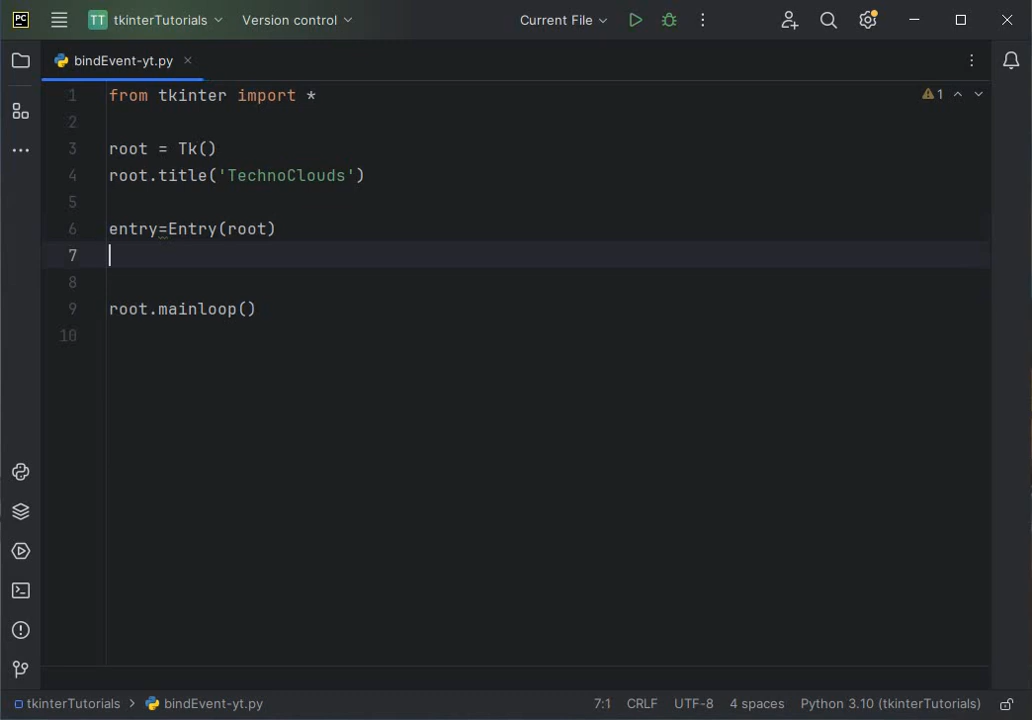 PC TT tkinterTutorials Version control Current File
bindEvent-yt.py
1 from tkinter import *
1
2
3 root = Tk()
4 root.title('TechnoClouds')
5
6 entry=Entry(root)
7
8
9 root.mainloop()
10
tkinterTutorials bindEvent-yt.py 7:1 CRLF UTF-8 4 spaces Python 3.10 (tkinterTutorials)